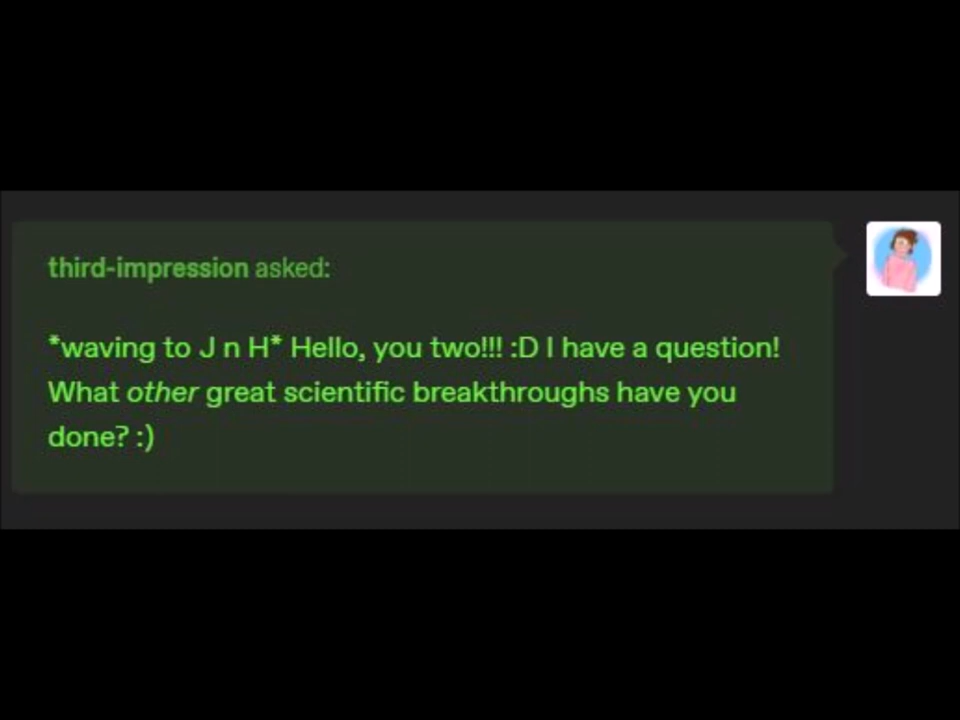 third-impression asked:
*waving to J n H* Hello, you two!!! :D I have a question!
What other great scientific breakthroughs have you
done? :)